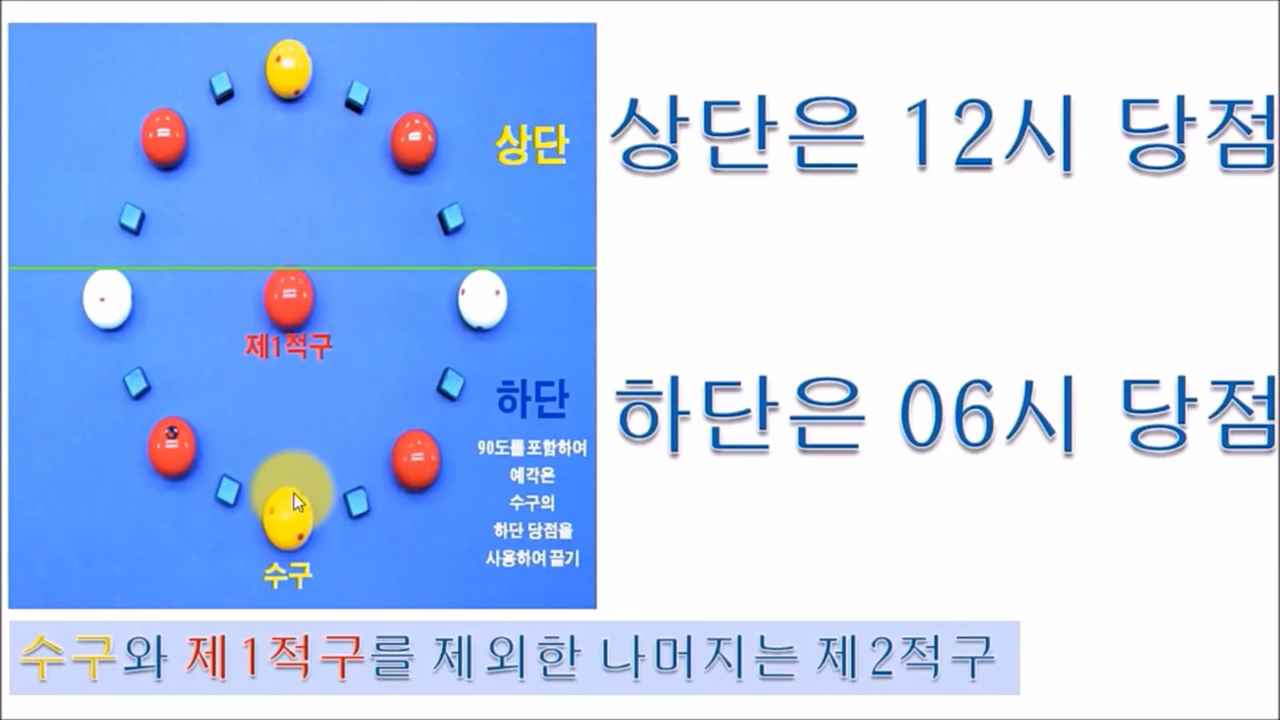 상단
상단은 12시 당점
제1적구
하단
하단은 06시 당점
90도를 포함하여
예각은
수구의
하단 당점을
사용하여 끌기
수구
수구와 제1적구를 제외한 나머지는 제2적구